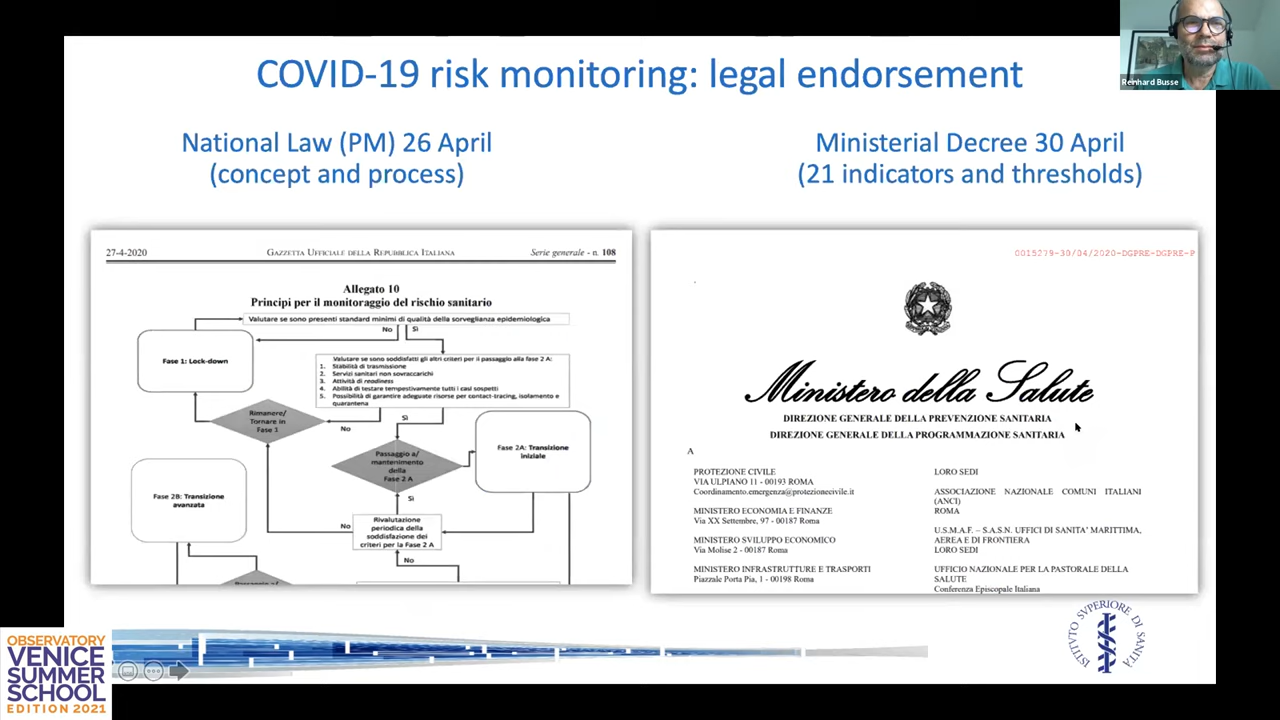 COVID-19 risk monitoring: legal endorsement
Reinhard Busse
National Law (PM) 26 April
(concept and process)
Ministerial Decree 30 April
(21 indicators and thresholds)
27-4-2020
GAZZETTA UFFICIALE DELLA REPUBBLICA ITALIANA
Serie generale - n. 108
Allegato 10
Principi per il monitoraggio del rischio sanitario
Valutare se sono presenti standard minimi di qualità della sorveglianza epidemiologica
No
Sì
Fase 1: Lock-down
Valutare se sono soddisfatti gli altri criteri per il passaggio alla fase 2 A:
1. Stabilità di trasmissione
2. Servizi sanitari non sovraccarichi
3. Attività di readiness
4. Abilità di testare tempestivamente tutti i casi sospetti
5. Possibilità di garantire adeguate risorse per contact-tracing, isolamento e
quarantena
Rimanere/
Tornare in
Fase 1
No
Sì
Passaggio a/
mantenimento
della
Fase 2 A
Fase 2A: Transizione
iniziale
Fase 2B: Transizione
avanzata
Sì
No
Rivalutazione
periodica della
soddisfazione dei
criteri per la Fase 2 A
No
Passaggio a/
0015279-30/04/2020-DGPRE-DGPRE-P
Ministero della Salute
DIREZIONE GENERALE DELLA PREVENZIONE SANITARIA
DIREZIONE GENERALE DELLA PROGRAMMAZIONE SANITARIA
A
PROTEZIONE CIVILE
VIA ULPIANO 11 - 00193 ROMA
Coordinamento.emergenza@protezionecivile.it
MINISTERO ECONOMIA E FINANZE
Via XX Settembre, 97 - 00187 Roma
MINISTERO SVILUPPO ECONOMICO
Via Molise 2 - 00187 Roma
MINISTERO INFRASTRUTTURE E TRASPORTI
Piazzale Porta Pia, 1 - 00198 Roma
LORO SEDI
ASSOCIAZIONE NAZIONALE COMUNI ITALIANI
(ANCI)
ROMA
U.S.M.A.F. – S.A.S.N. UFFICI DI SANITA' MARITTIMA,
AEREA E DI FRONTIERA
LORO SEDI
UFFICIO NAZIONALE PER LA PASTORALE DELLA
SALUTE
Conferenza Episcopale Italiana
OBSERVATORY
VENICE
SUMMER
SCHOOL
EDITION 2021
ISTITUTO SUPERIORE DI SANITÀ